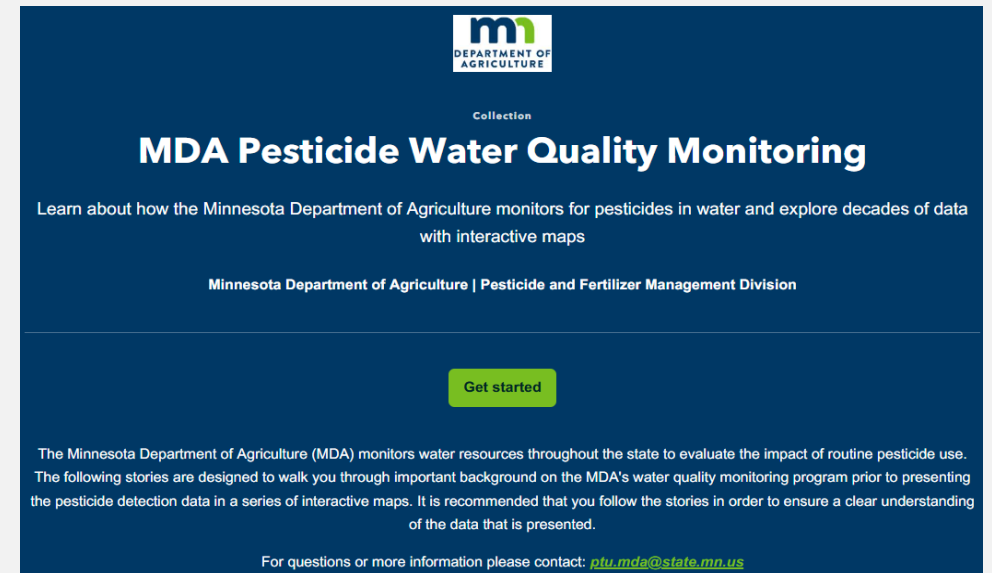 mn
DEPARTMENT OF
AGRICULTURE
Collection
MDA Pesticide Water Quality Monitoring
Learn about how the Minnesota Department of Agriculture monitors for pesticides in water and explore decades of data
with interactive maps
Minnesota Department of Agriculture | Pesticide and Fertilizer Management Division
Get started
The Minnesota Department of Agriculture (MDA) monitors water resources throughout the state to evaluate the impact of routine pesticide use.
The following stories are designed to walk you through important background on the MDA's water quality monitoring program prior to presenting
the pesticide detection data in a series of interactive maps. It is recommended that you follow the stories in order to ensure a clear understanding
of the data that is presented.
For questions or more information please contact: ptu.mda@state.mn.us